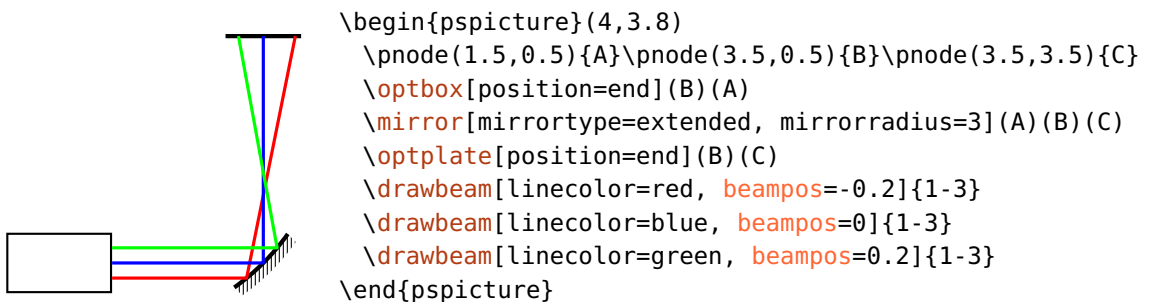 \begin{pspicture}(4,3.8)
  \pnode(1.5,0.5){A}\pnode(3.5,0.5){B}\pnode(3.5,3.5){C}
  \optbox[position=end](B)(A)
  \mirror[mirrortype=extended, mirrorradius=3](A)(B)(C)
  \optplate[position=end](B)(C)
  \drawbeam[linecolor=red, beampos=-0.2]{1-3}
  \drawbeam[linecolor=blue, beampos=0]{1-3}
  \drawbeam[linecolor=green, beampos=0.2]{1-3}
\end{pspicture}